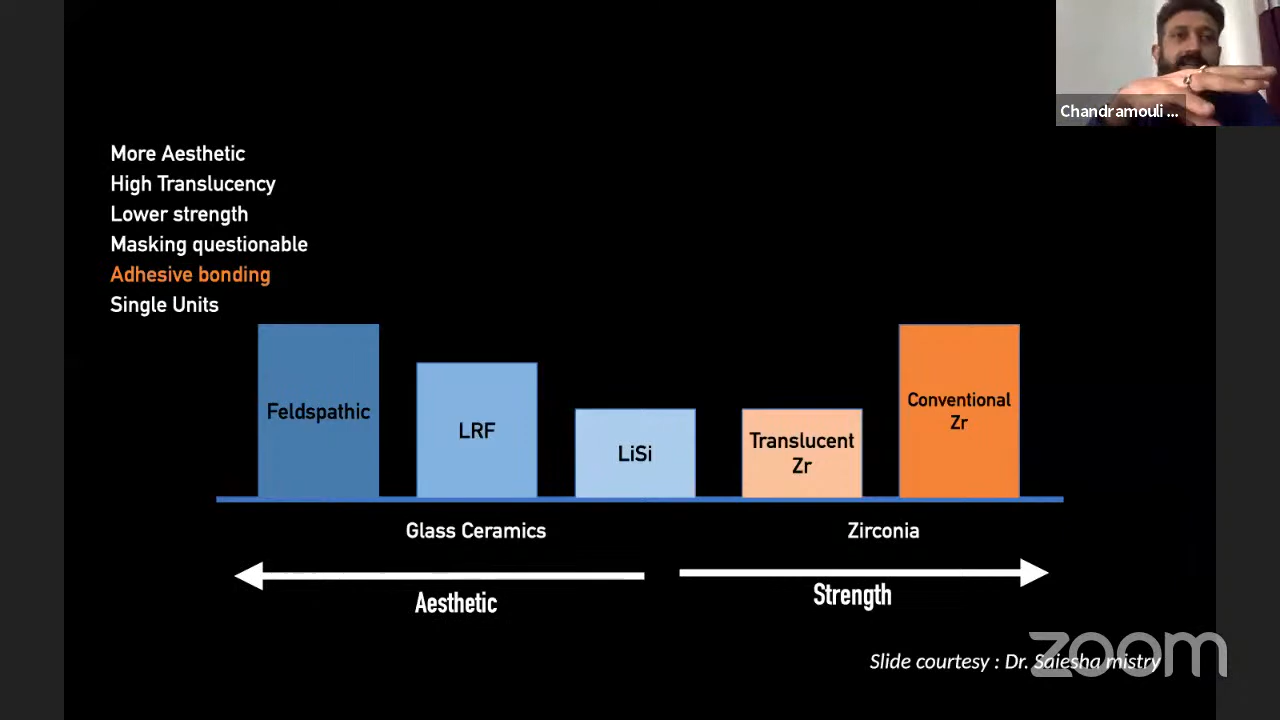 Chandramouli ...
More Aesthetic
High Translucency
Lower strength
Masking questionable
Adhesive bonding
Single Units
Feldspathic
LRF
LiSi
Translucent
Zr
Conventional
Zr
Glass Ceramics
Zirconia
Aesthetic
Strength
Slide courtesy : Dr. Saiesha mistry
zoom